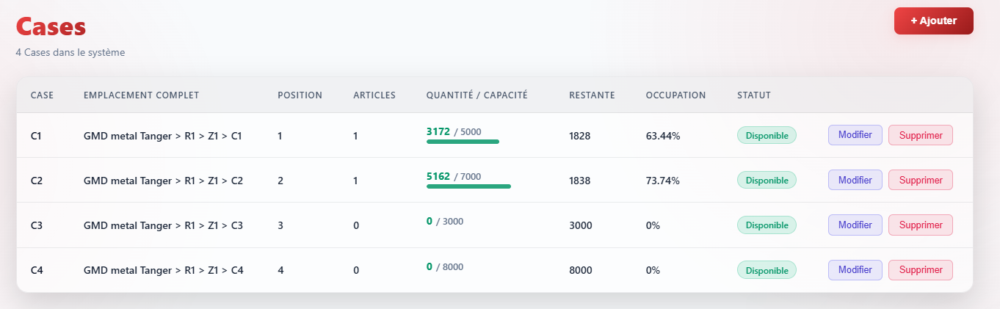 Cases
+ Ajouter
4 Cases dans le système
CASE EMPLACEMENT COMPLET POSITION ARTICLES QUANTITÉ / CAPACITÉ RESTANTE OCCUPATION STATUT
C1 GMD metal Tanger > R1 > Z1 > C1 1 1 3172 / 5000 1828 63.44% Disponible Modifier Supprimer
C2 GMD metal Tanger > R1 > Z1 > C2 2 1 5162 / 7000 1838 73.74% Disponible Modifier Supprimer
C3 GMD metal Tanger > R1 > Z1 > C3 3 0 0 / 3000 3000 0% Disponible Modifier Supprimer
C4 GMD metal Tanger > R1 > Z1 > C4 4 0 0 / 8000 8000 0% Disponible Modifier Supprimer